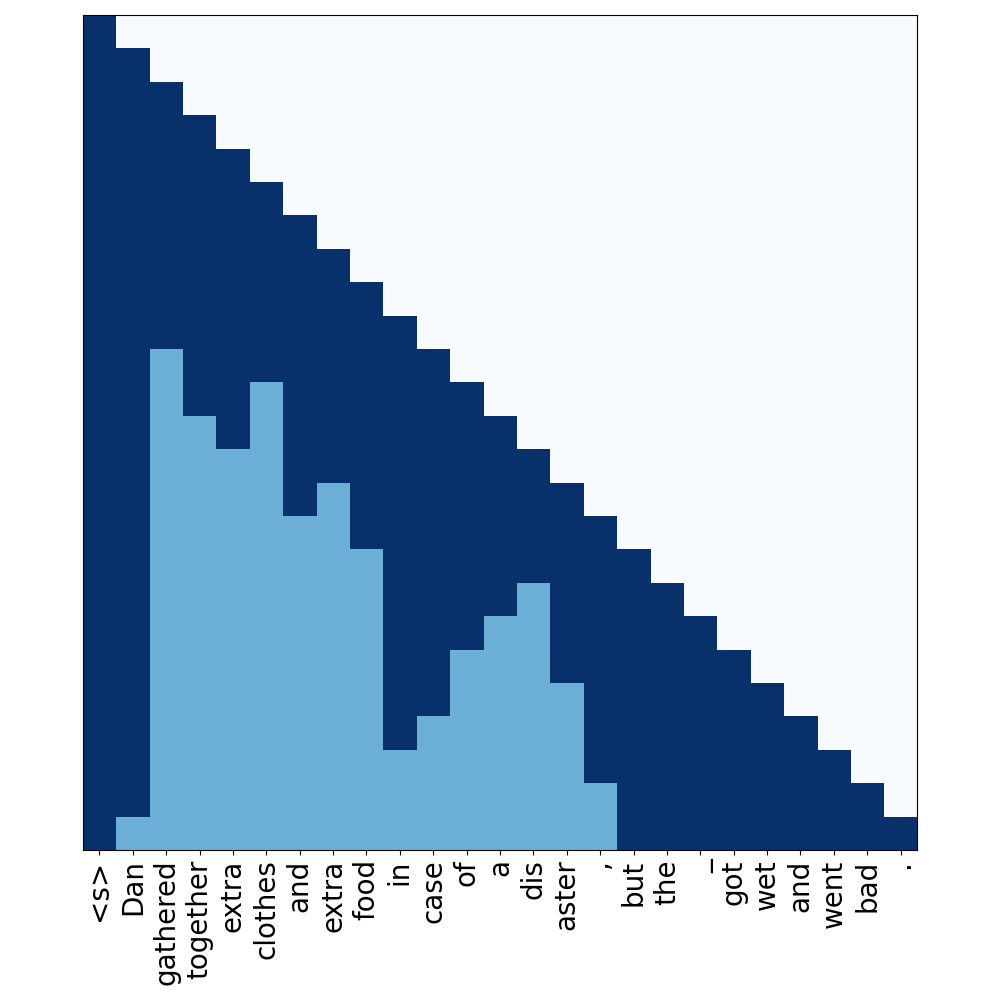 <s>
Dan
gathered
together
extra
clothes
and
extra
food
in
case
of
a
dis
aster
,
but
the
_
got
wet
and
went
bad
.